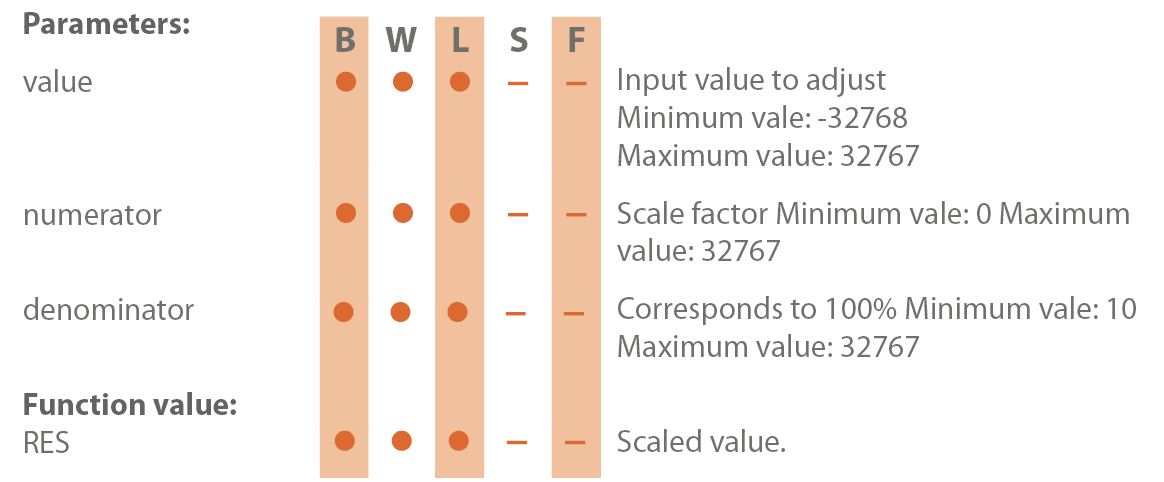 Parameters:
B W L S F
value ● ● ● – – Input value to adjust
Minimum vale: -32768
Maximum value: 32767
numerator ● ● ● – – Scale factor Minimum vale: 0 Maximum
value: 32767
denominator ● ● ● – – Corresponds to 100% Minimum vale: 10
Maximum value: 32767
Function value:
RES ● ● ● – – Scaled value.